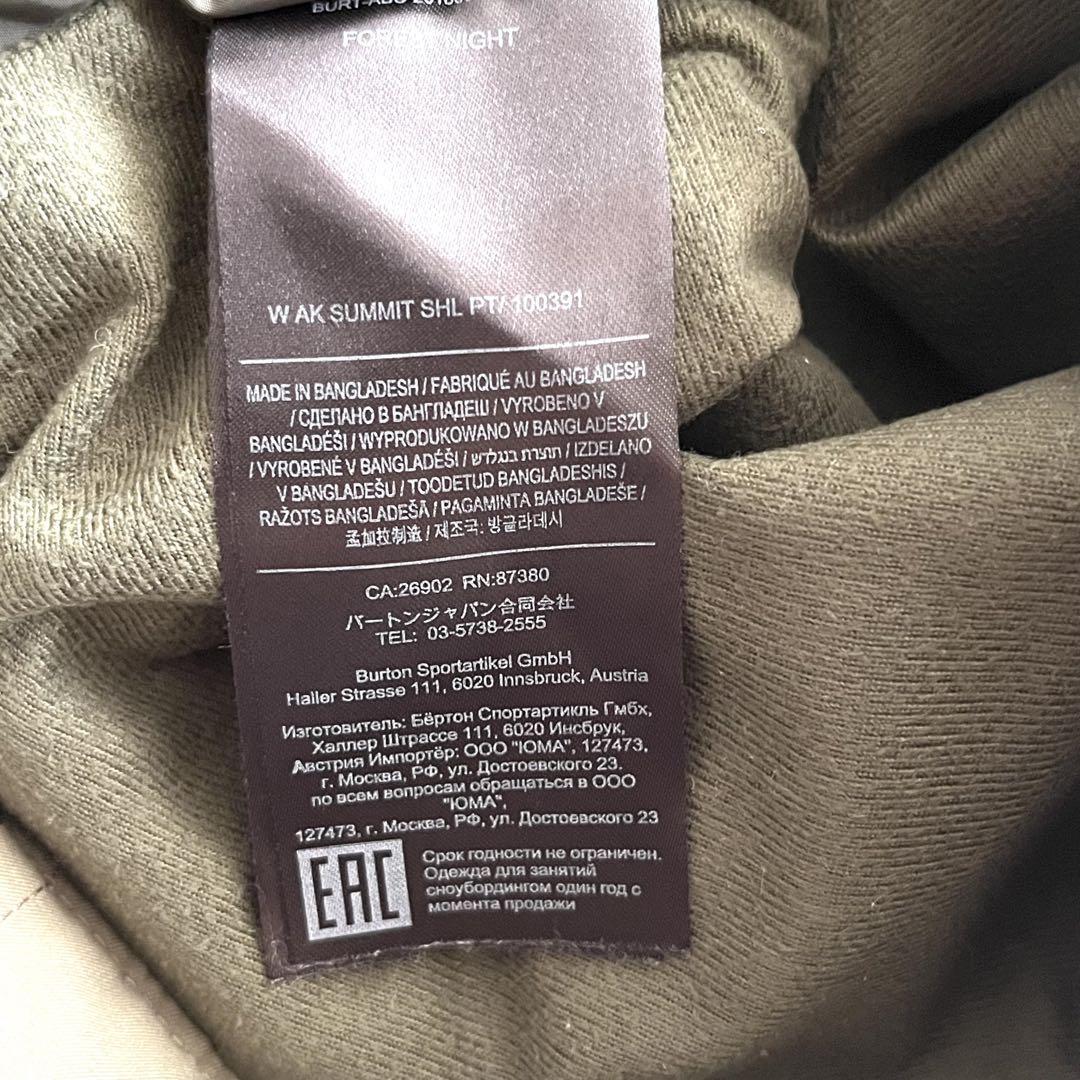 FOREST NIGHT
W AK SUMMIT SHL PT/ 100391
MADE IN BANGLADESH / FABRIQUÉ AU BANGLADESH
/ СДЕЛАНО В БАНГЛАДЕШ / VYROBENO V
BANGLADÉŠI / WYPRODUKOWANO W BANGLADESZU
/ VYROBENÉ V BANGLADÉŠI / תוצרת בנגלדש / IZDELANO
V BANGLADEŠU / TOODETUD BANGLADESHIS /
RAŽOTS BANGLADEŠĀ / PAGAMINTA BANGLADEŠE /
孟加拉制造 / 제조국: 방글라데시
CA:26902 RN:87380
バートンジャパン合同会社
TEL: 03-5738-2555
Burton Sportartikel GmbH
Haller Strasse 111, 6020 Innsbruck, Austria
Изготовитель: Бёртон Спортартикль Гмбх,
Халлер Штрассе 111, 6020 Инсбрук,
Австрия Импортёр: ООО "ЮМА", 127473,
г. Москва, РФ, ул. Достоевского 23.
по всем вопросам обращаться в ООО
"ЮМА",
127473, г. Москва, РФ, ул. Достоевского 23
EAC
Срок годности не ограничен.
Одежда для занятий
сноубордингом один год с
момента продажи